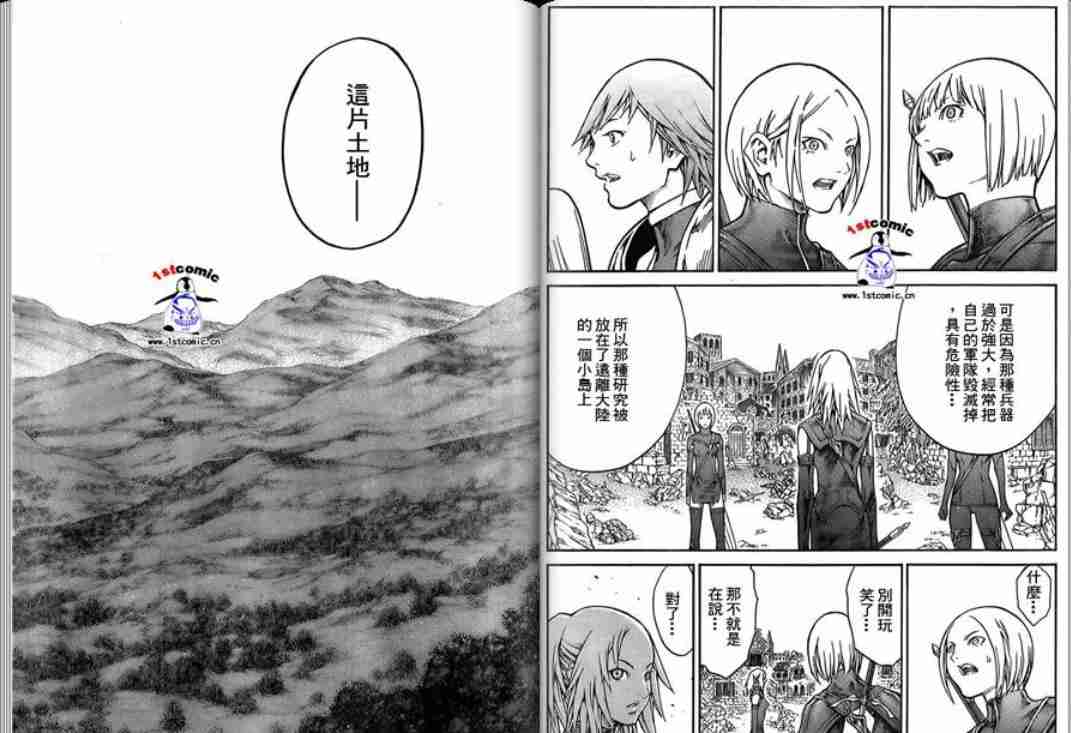 1stcomic
www.1stcomic.cn
可是因為那種兵器
過於強大，經常把
自己的軍隊毀滅掉
，具有危險性…
所以那種研究被
放在了遠離大陸
的一個小島上
什麼…
別開玩
笑了…
那不就是
在說…
對了…
這片土地——
1stcomic
www.1stcomic.cn